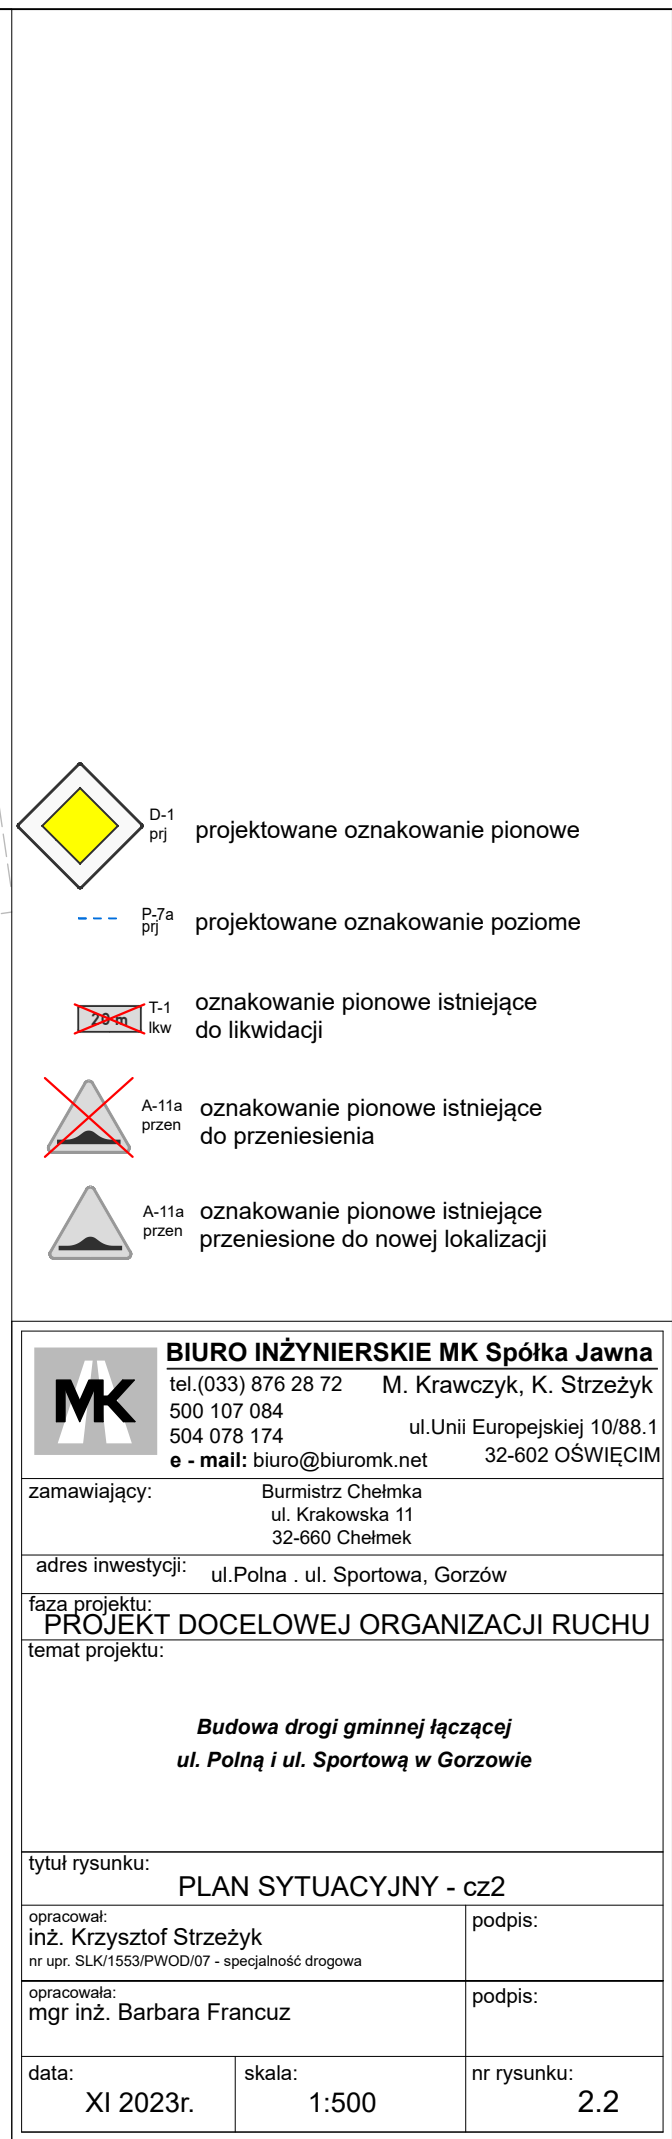 D-1
prj
projektowane oznakowanie pionowe
P-7a
prj
projektowane oznakowanie poziome
20 m
T-1
lkw
oznakowanie pionowe istniejące
do likwidacji
A-11a
przen
oznakowanie pionowe istniejące
do przeniesienia
A-11a
przen
oznakowanie pionowe istniejące
przeniesione do nowej lokalizacji
MK
BIURO INŻYNIERSKIE MK Spółka Jawna
tel.(033) 876 28 72 M. Krawczyk, K. Strzeżyk
500 107 084
504 078 174 ul.Unii Europejskiej 10/88.1
e - mail: biuro@biuromk.net 32-602 OŚWIĘCIM
zamawiający: Burmistrz Chełmka
ul. Krakowska 11
32-660 Chełmek
adres inwestycji: ul.Polna . ul. Sportowa, Gorzów
faza projektu:
PROJEKT DOCELOWEJ ORGANIZACJI RUCHU
temat projektu:
Budowa drogi gminnej łączącej
ul. Polną i ul. Sportową w Gorzowie
tytuł rysunku:
PLAN SYTUACYJNY - cz2
opracował:
inż. Krzysztof Strzeżyk
nr upr. SLK/1553/PWOD/07 - specjalność drogowa
podpis:
opracowała:
mgr inż. Barbara Francuz
podpis:
data:
XI 2023r.
skala:
1:500
nr rysunku:
2.2